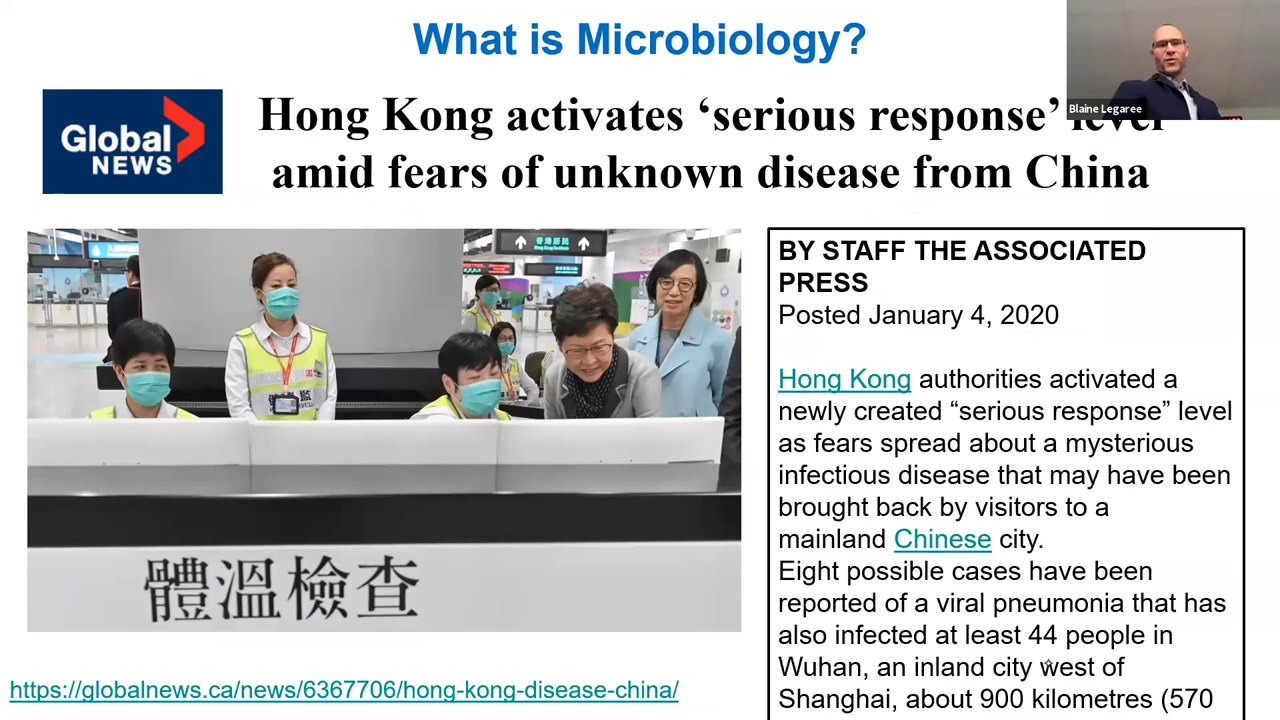 What is Microbiology?
Blaine Legaree
Global
NEWS
Hong Kong activates ‘serious response’ level
amid fears of unknown disease from China
香港居民
體溫檢查
BY STAFF THE ASSOCIATED
PRESS
Posted January 4, 2020
Hong Kong authorities activated a
newly created “serious response” level
as fears spread about a mysterious
infectious disease that may have been
brought back by visitors to a
mainland Chinese city.
Eight possible cases have been
reported of a viral pneumonia that has
also infected at least 44 people in
Wuhan, an inland city west of
Shanghai, about 900 kilometres (570
https://globalnews.ca/news/6367706/hong-kong-disease-china/